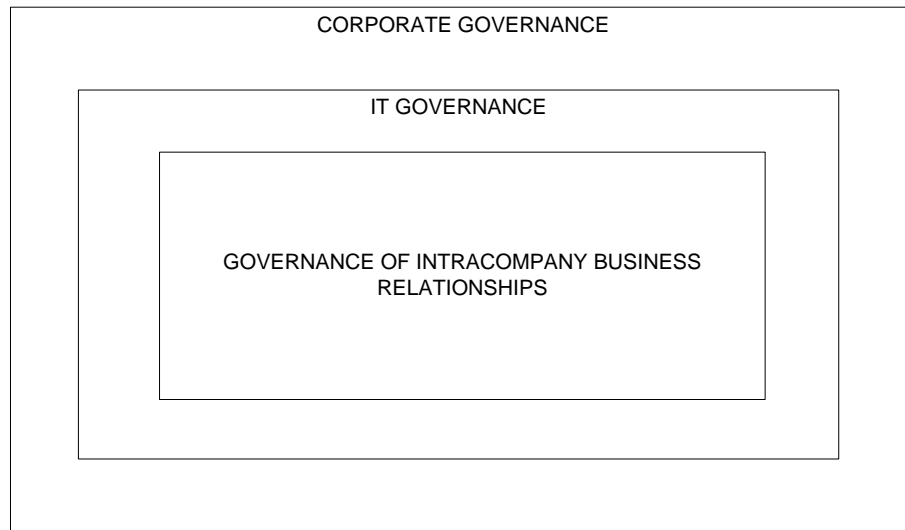 CORPORATE GOVERNANCE
IT GOVERNANCE
GOVERNANCE OF INTRACOMPANY BUSINESS
RELATIONSHIPS